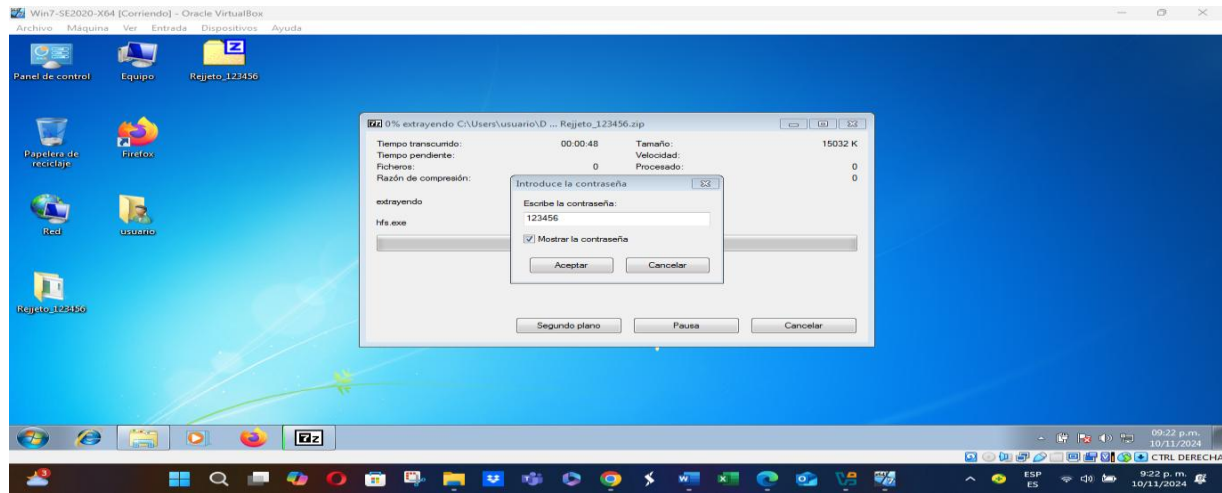 Win7-SE2020-X64 [Corriendo] - Oracle VirtualBox
Archivo Máquina Ver Entrada Dispositivos Ayuda
Panel de control
Equipo
Rejjeto_123456
Papelera de reciclaje
Firefox
Red
usuario
Rejjeto_123456
7z 0% extrayendo C:\Users\usuario\D ... Rejjeto_123456.zip
Tiempo transcurrido: 00:00:48 Tamaño: 15032 K
Tiempo pendiente: Velocidad:
Ficheros: 0 Procesado: 0
Razón de compresión: 0
extrayendo
hfs.exe
Introduce la contraseña
Escribe la contraseña:
123456
Mostrar la contraseña
Aceptar Cancelar
Segundo plano Pausa Cancelar
7z
09:22 p.m.
10/11/2024
CTRL DERECHA
3
ESP
ES
9:22 p. m.
10/11/2024